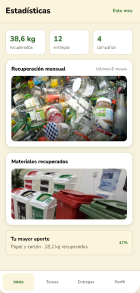 Estadísticas
Este mes
38,6 kg
recuperados
12
entregas
4
campañas
Recuperación mensual
Últimos 6 meses
Materiales recuperados
Tu mayor aporte
Papel y cartón · 18,2 kg recuperados
47%
Inicio
Tareas
Entregas
Perfil